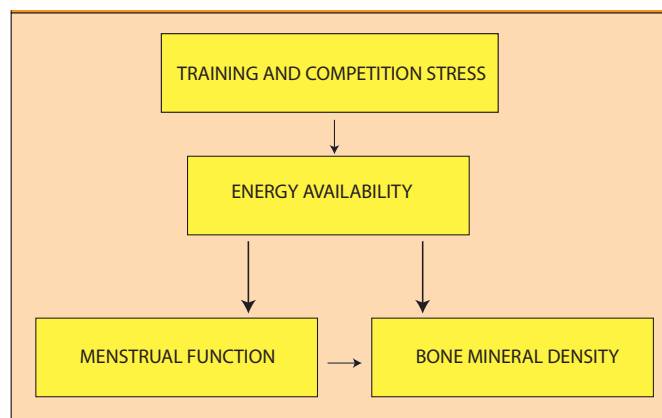 TRAINING AND COMPETITION STRESS
ENERGY AVAILABILITY
MENSTRUAL FUNCTION
BONE MINERAL DENSITY